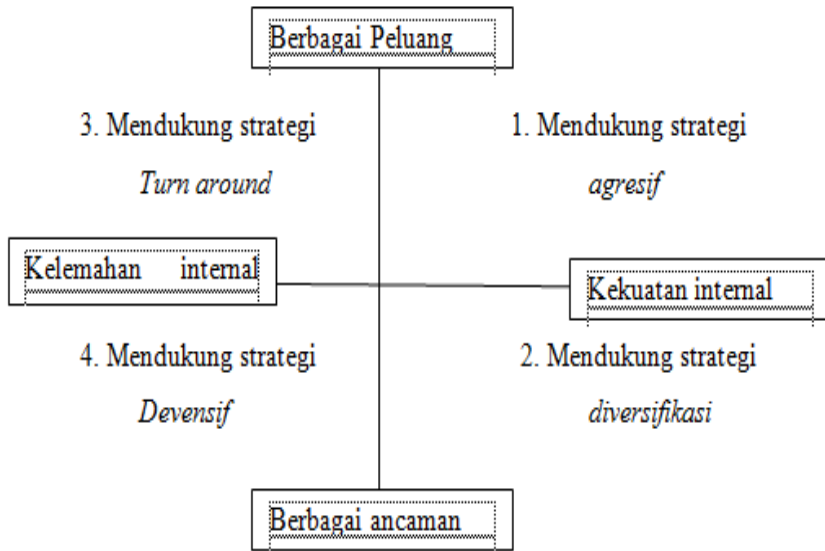 Berbagai Peluang
3. Mendukung strategi
Turn around
1. Mendukung strategi
agresif
Kelemahan internal
Kekuatan internal
4. Mendukung strategi
Devensif
2. Mendukung strategi
diversifikasi
Berbagai ancaman